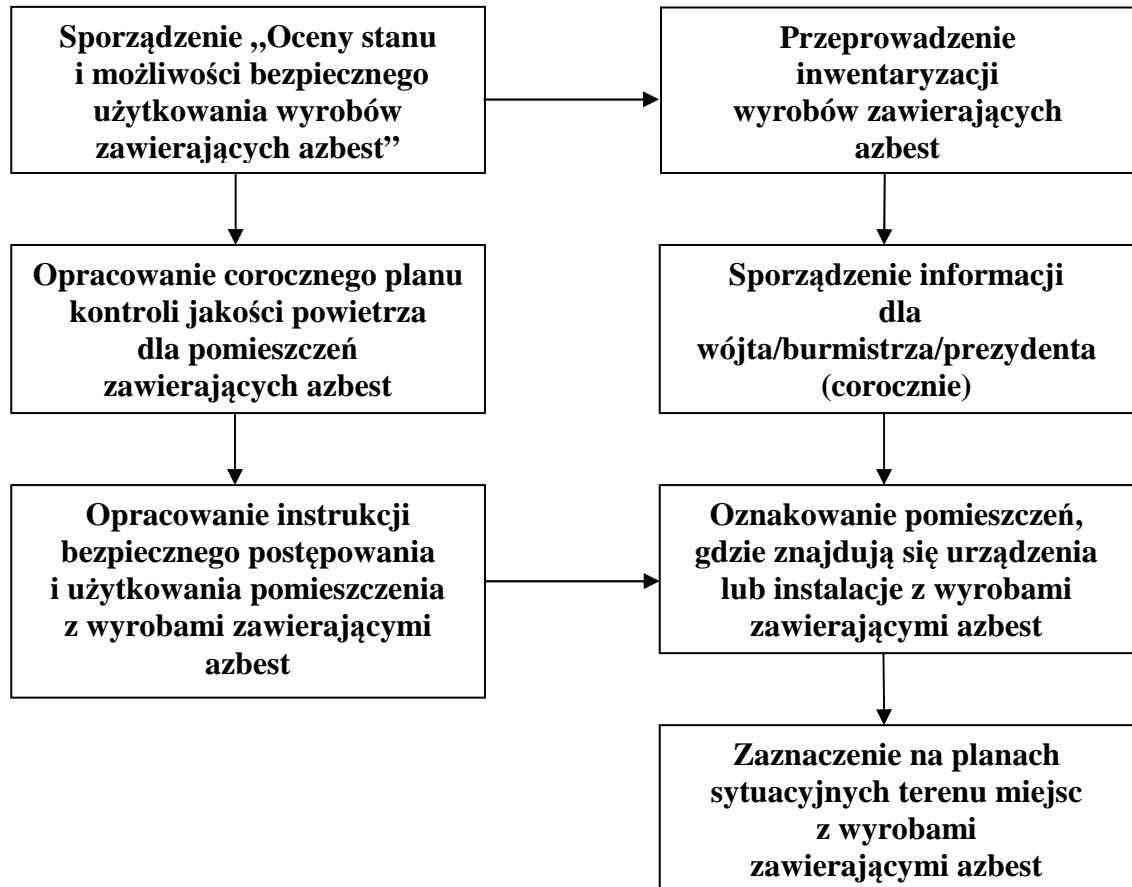 Sporządzenie „Oceny stanu
i możliwości bezpiecznego
użytkowania wyrobów
zawierających azbest”
Przeprowadzenie
inwentaryzacji
wyrobów zawierających
azbest
Opracowanie corocznego planu
kontroli jakości powietrza
dla pomieszczeń
zawierających azbest
Sporządzenie informacji
dla
wójta/burmistrza/prezydenta
(corocznie)
Opracowanie instrukcji
bezpiecznego postępowania
i użytkowania pomieszczenia
z wyrobami zawierającymi
azbest
Oznakowanie pomieszczeń,
gdzie znajdują się urządzenia
lub instalacje z wyrobami
zawierającymi azbest
Zaznaczenie na planach
sytuacyjnych terenu miejsc
z wyrobami
zawierającymi azbest